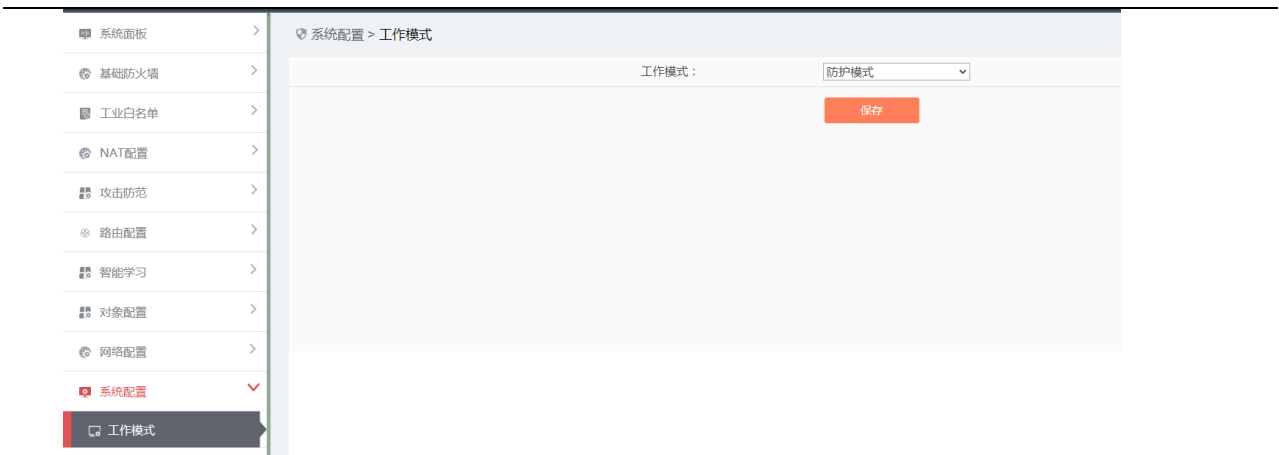 系统面板
基础防火墙
工业白名单
NAT配置
攻击防范
路由配置
智能学习
对象配置
网络配置
系统配置
工作模式
系统配置 > 工作模式
工作模式：
防护模式
保存